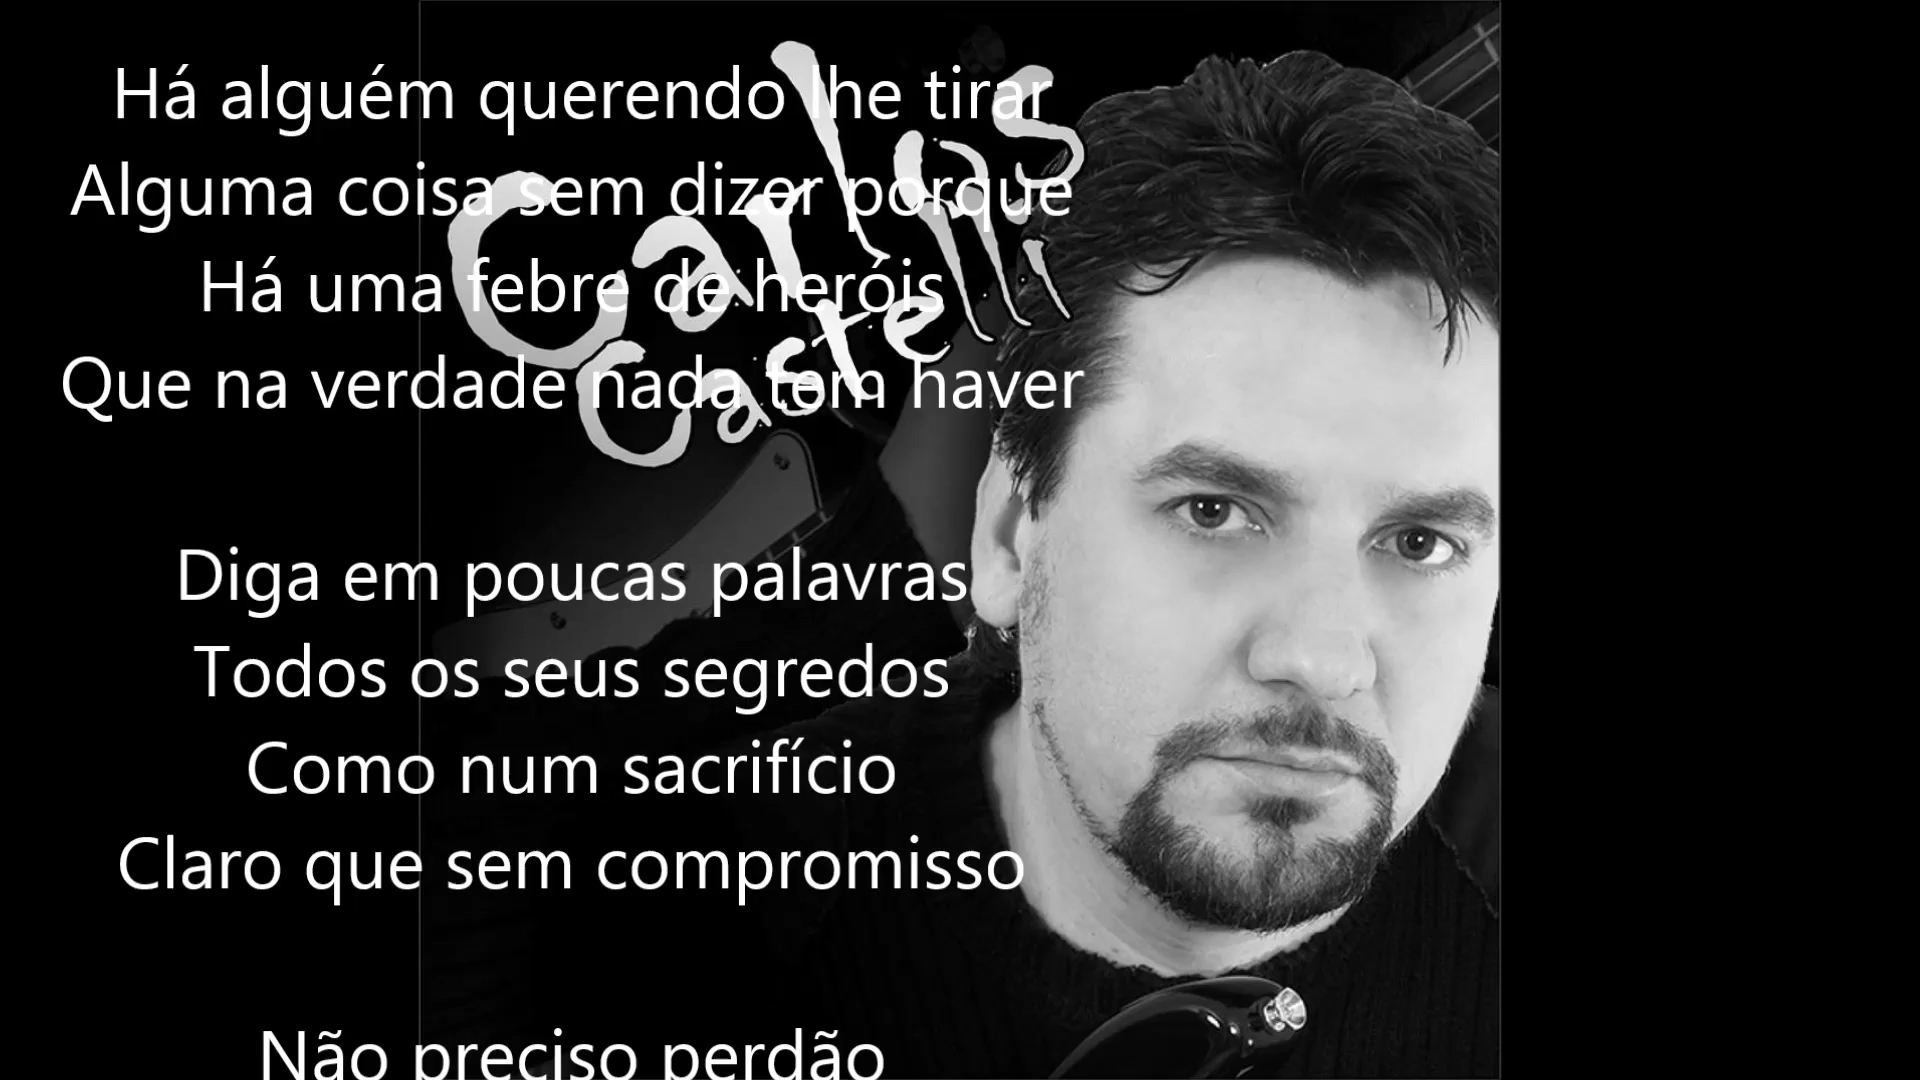 Há alguém querendo lhe tirar
Alguma coisa sem dizer porque
Há uma febre de heróis
Que na verdade nada tem haver
Diga em poucas palavras
Todos os seus segredos
Como num sacrifício
Claro que sem compromisso
Não preciso perdão
Carlos
Castelli